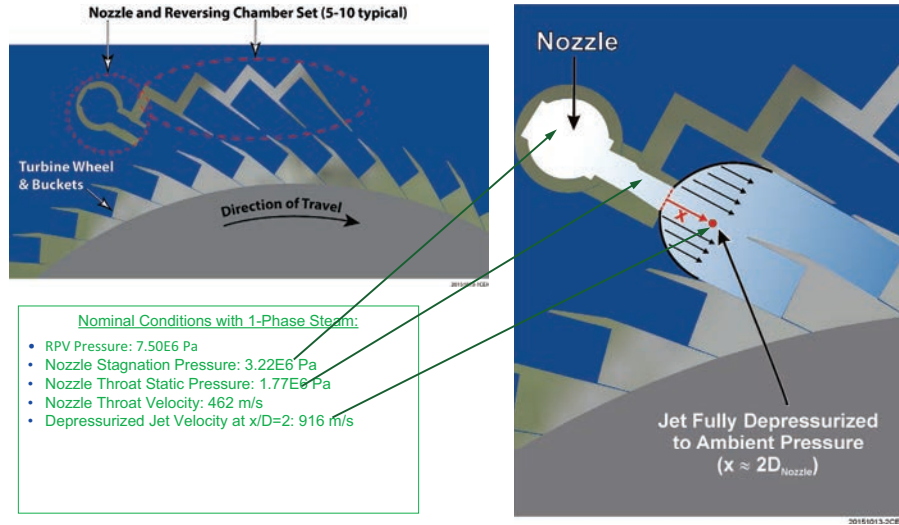 Nozzle and Reversing Chamber Set (5-10 typical)
Turbine Wheel
& Buckets
Direction of Travel
Nominal Conditions with 1-Phase Steam:
• RPV Pressure: 7.50E6 Pa
• Nozzle Stagnation Pressure: 3.22E6 Pa
• Nozzle Throat Static Pressure: 1.77E6 Pa
• Nozzle Throat Velocity: 462 m/s
• Depressurized Jet Velocity at x/D=2: 916 m/s
Nozzle
X
Jet Fully Depressurized
to Ambient Pressure
(x ≈ 2D_Nozzle)
20151013-2CER